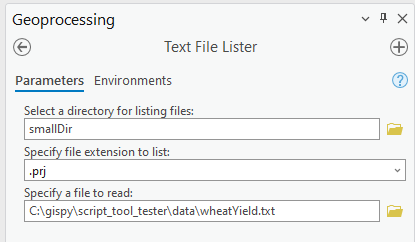 Geoprocessing
Text File Lister
Parameters Environments
Select a directory for listing files:
smallDir
Specify file extension to list:
.prj
Specify a file to read:
C:\gispy\script_tool_tester\data\wheatYield.txt